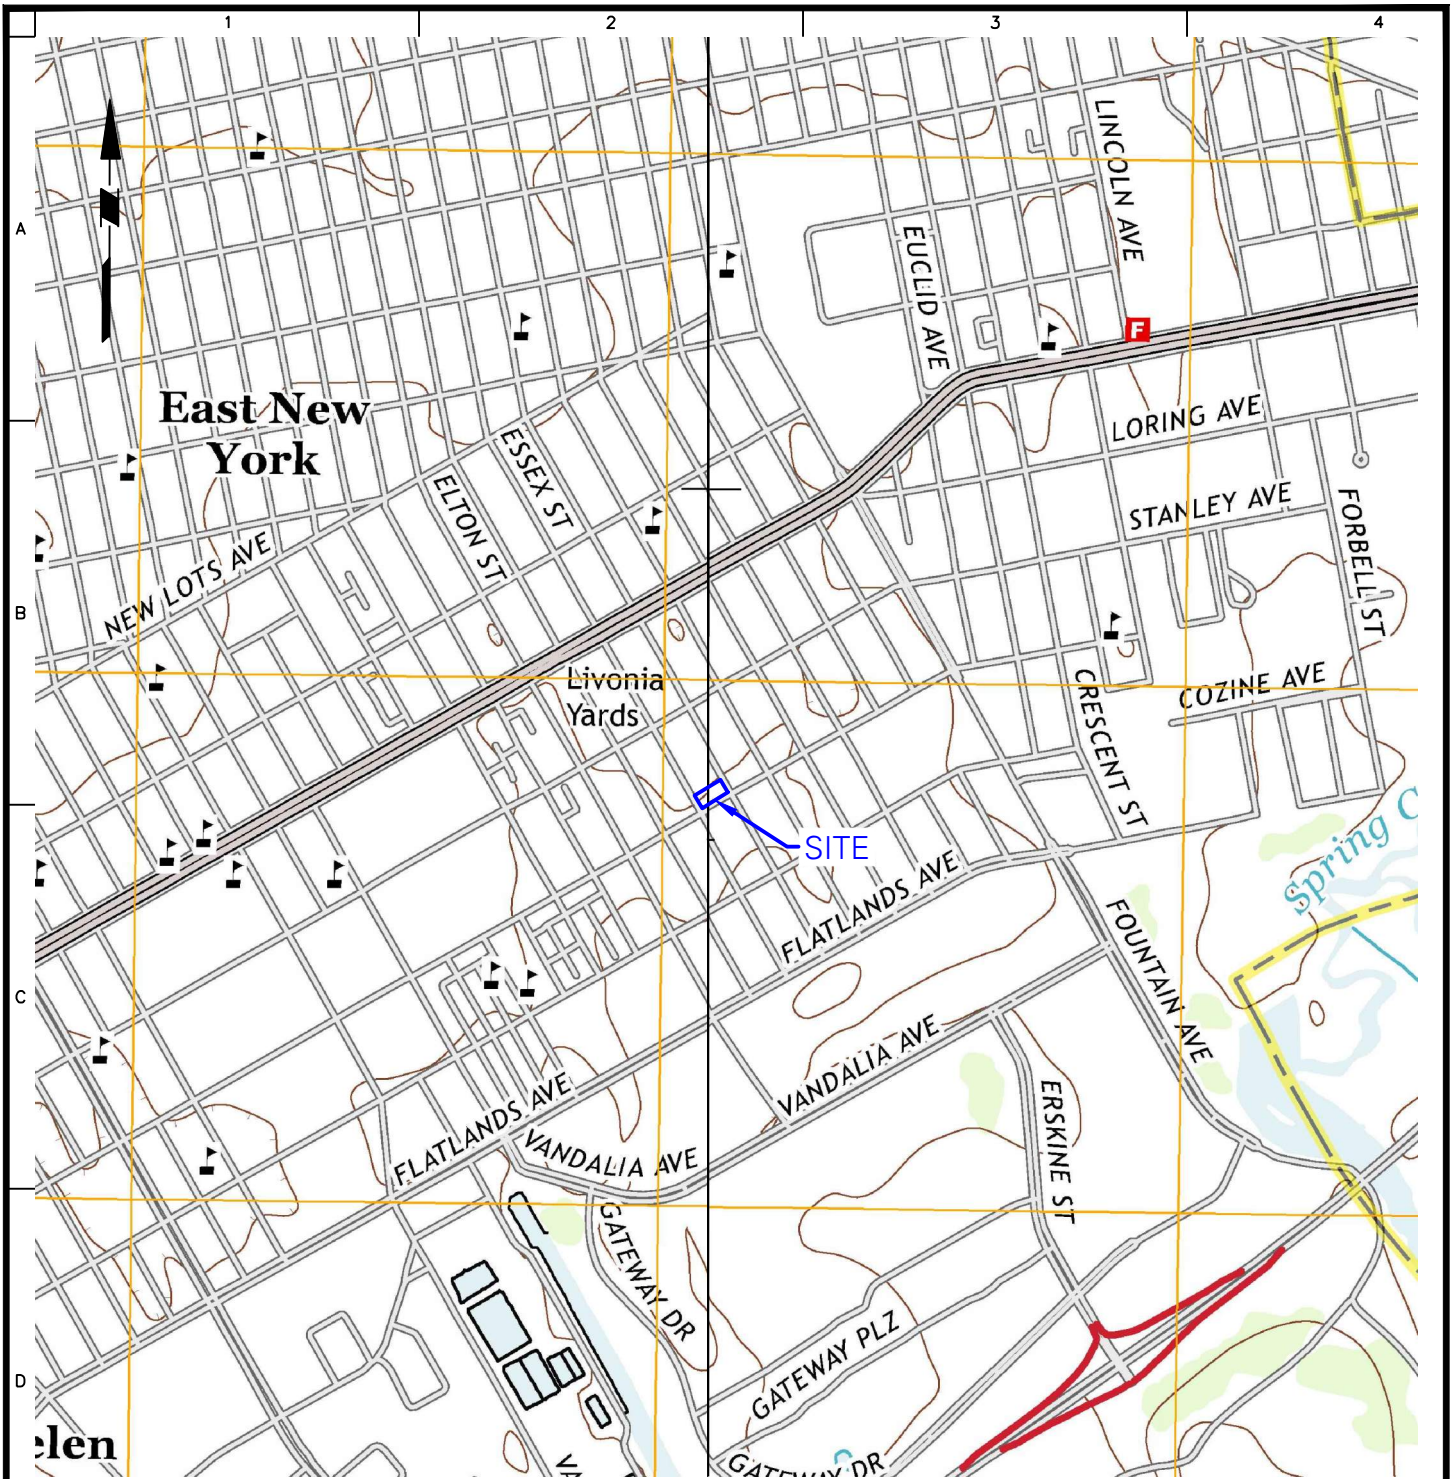 1
2
3
4
A
B
C
D
LINCOLN AVE
EUCLID AVE
F
East New
York
LORING AVE
ESSEX ST
ELTON ST
STANLEY AVE
FORBELL ST
NEW LOTS AVE
Livonia
Yards
CRESCENT ST
COZINE AVE
SITE
Spring C
FLATLANDS AVE
FOUNTAIN AVE
VANDALIA AVE
ERSKINE ST
FLATLANDS AVE
VANDALIA AVE
GATEWAY DR
GATEWAY PLZ
elen
VA
GATEWAY DR